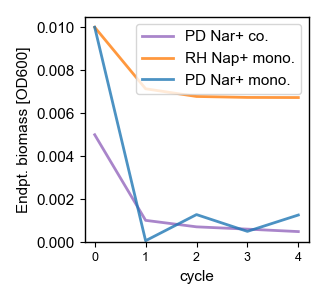 Endpt. biomass [OD600]
0.010
0.008
0.006
0.004
0.002
0.000
PD Nar+ co.
RH Nap+ mono.
PD Nar+ mono.
0 1 2 3 4
cycle